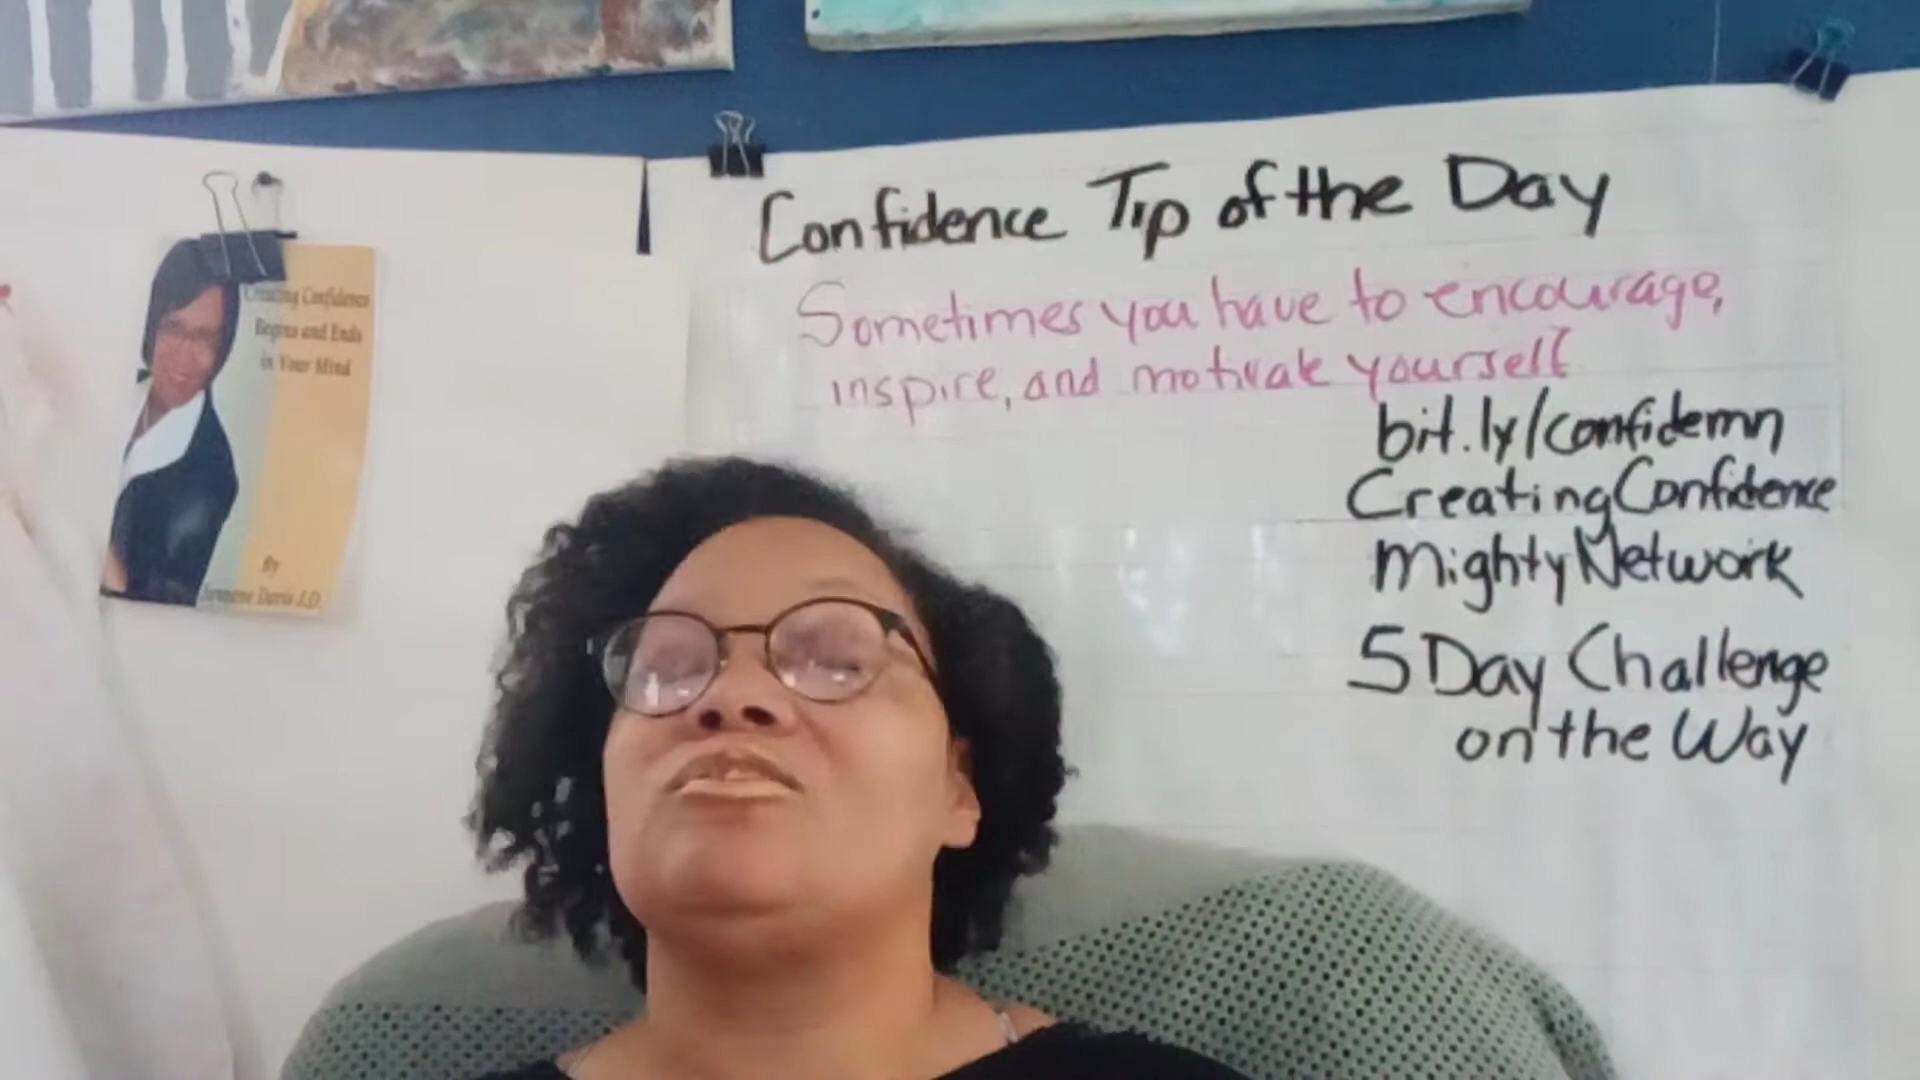 Confidence Tip of the Day
Sometimes you have to encourage,
inspire, and motivate yourself
bit.ly/confidemn
CreatingConfidence
MightyNetwork
5 Day Challenge
on the Way
Creating Confidence
Begins and Ends
in Your Mind
By
Davis J.D.